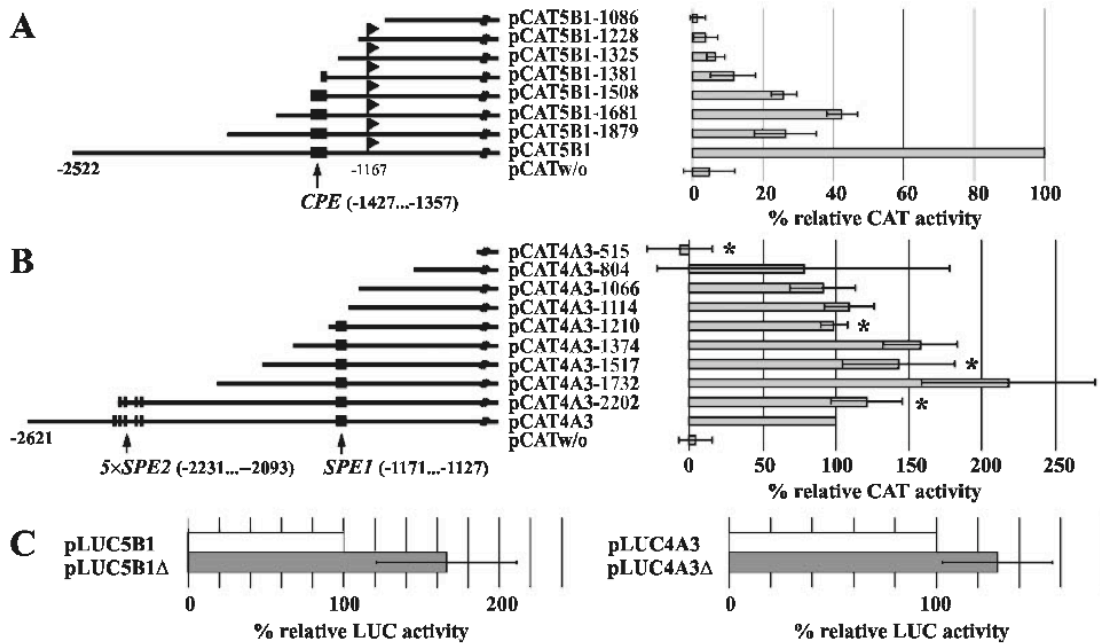 A
pCAT5B1-1086
pCAT5B1-1228
pCAT5B1-1325
pCAT5B1-1381
pCAT5B1-1508
pCAT5B1-1681
pCAT5B1-1879
pCAT5B1
pCATw/o
-2522
-1167
CPE (-1427...-1357)
0 20 40 60 80 100
% relative CAT activity
B
pCAT4A3-515
*
pCAT4A3-804
pCAT4A3-1066
pCAT4A3-1114
pCAT4A3-1210
*
pCAT4A3-1374
pCAT4A3-1517
*
pCAT4A3-1732
pCAT4A3-2202
*
pCAT4A3
pCATw/o
-2621
5×SPE2 (-2231...–2093)
SPE1 (-1171...-1127)
0 50 100 150 200 250
% relative CAT activity
C
pLUC5B1
pLUC5B1Δ
0 100 200
% relative LUC activity
pLUC4A3
pLUC4A3Δ
0 100
% relative LUC activity